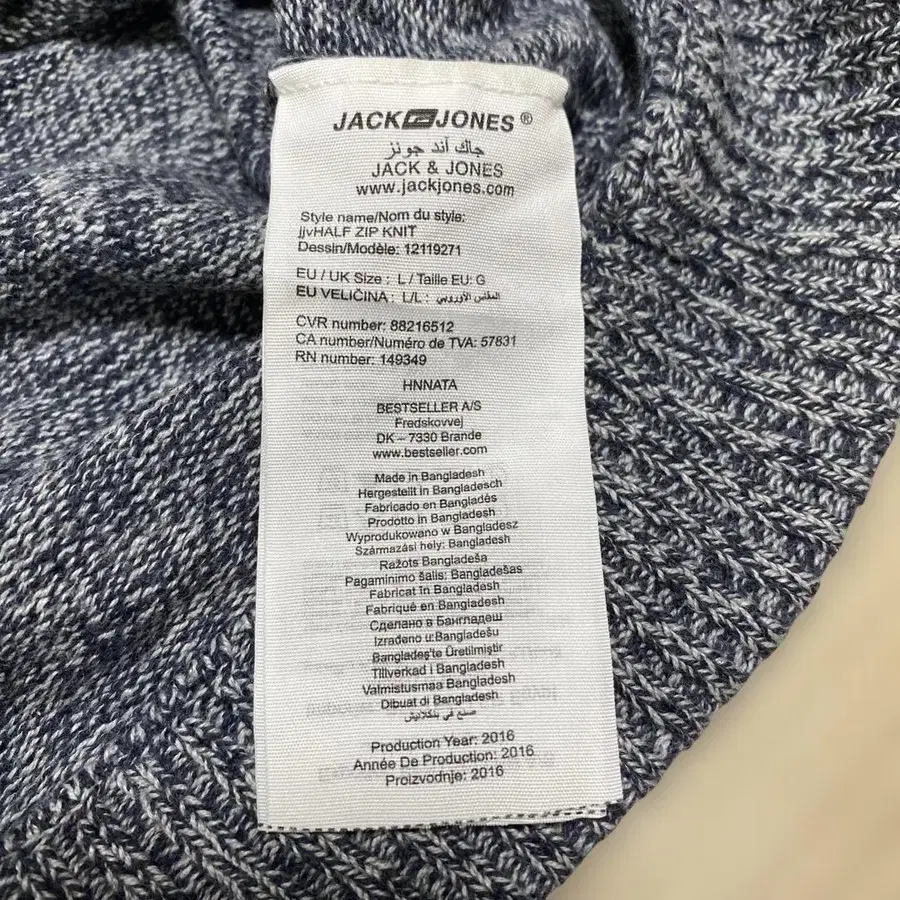 JACK JONES ®
جاك أند جونز
JACK & JONES
www.jackjones.com
Style name/Nom du style:
jjvHALF ZIP KNIT
Dessin/Modèle: 12119271
EU / UK Size : L / Taille EU: G
EU VELIČINA : L/L : المقاس الأوروبي
CVR number: 88216512
CA number/Numéro de TVA: 57831
RN number: 149349
HNNATA
BESTSELLER A/S
Fredskovvej
DK – 7330 Brande
www.bestseller.com
Made in Bangladesh
Hergestellt in Bangladesch
Fabricado en Bangladés
Prodotto in Bangladesh
Wyprodukowano w Bangladesz
Származási hely: Bangladesh
Ražots Bangladeša
Pagaminimo šalis: Bangladešas
Fabricat în Bangladesh
Fabriqué en Bangladesh
Сделано в Бангладеш
Izrađeno u:Bangladešu
Bangladeş'te Üretilmiştir
Tillverkad i Bangladesh
Valmistusmaa Bangladesh
Dibuat di Bangladesh
صنع في بنكلاديش
Production Year: 2016
Année De Production: 2016
Proizvodnje: 2016